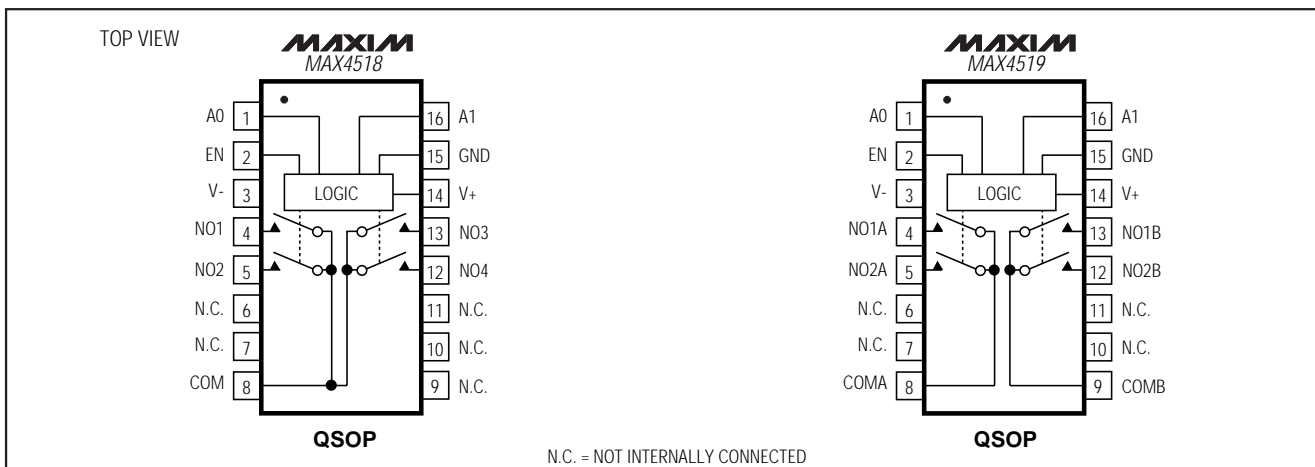 TOP VIEW
MAXIM
MAX4518
A0 1
EN 2
V- 3
NO1 4
NO2 5
N.C. 6
N.C. 7
COM 8
16 A1
15 GND
14 V+
13 NO3
12 NO4
11 N.C.
10 N.C.
9 N.C.
LOGIC
QSOP
MAXIM
MAX4519
A0 1
EN 2
V- 3
NO1A 4
NO2A 5
N.C. 6
N.C. 7
COMA 8
16 A1
15 GND
14 V+
13 NO1B
12 NO2B
11 N.C.
10 N.C.
9 COMB
LOGIC
QSOP
N.C. = NOT INTERNALLY CONNECTED